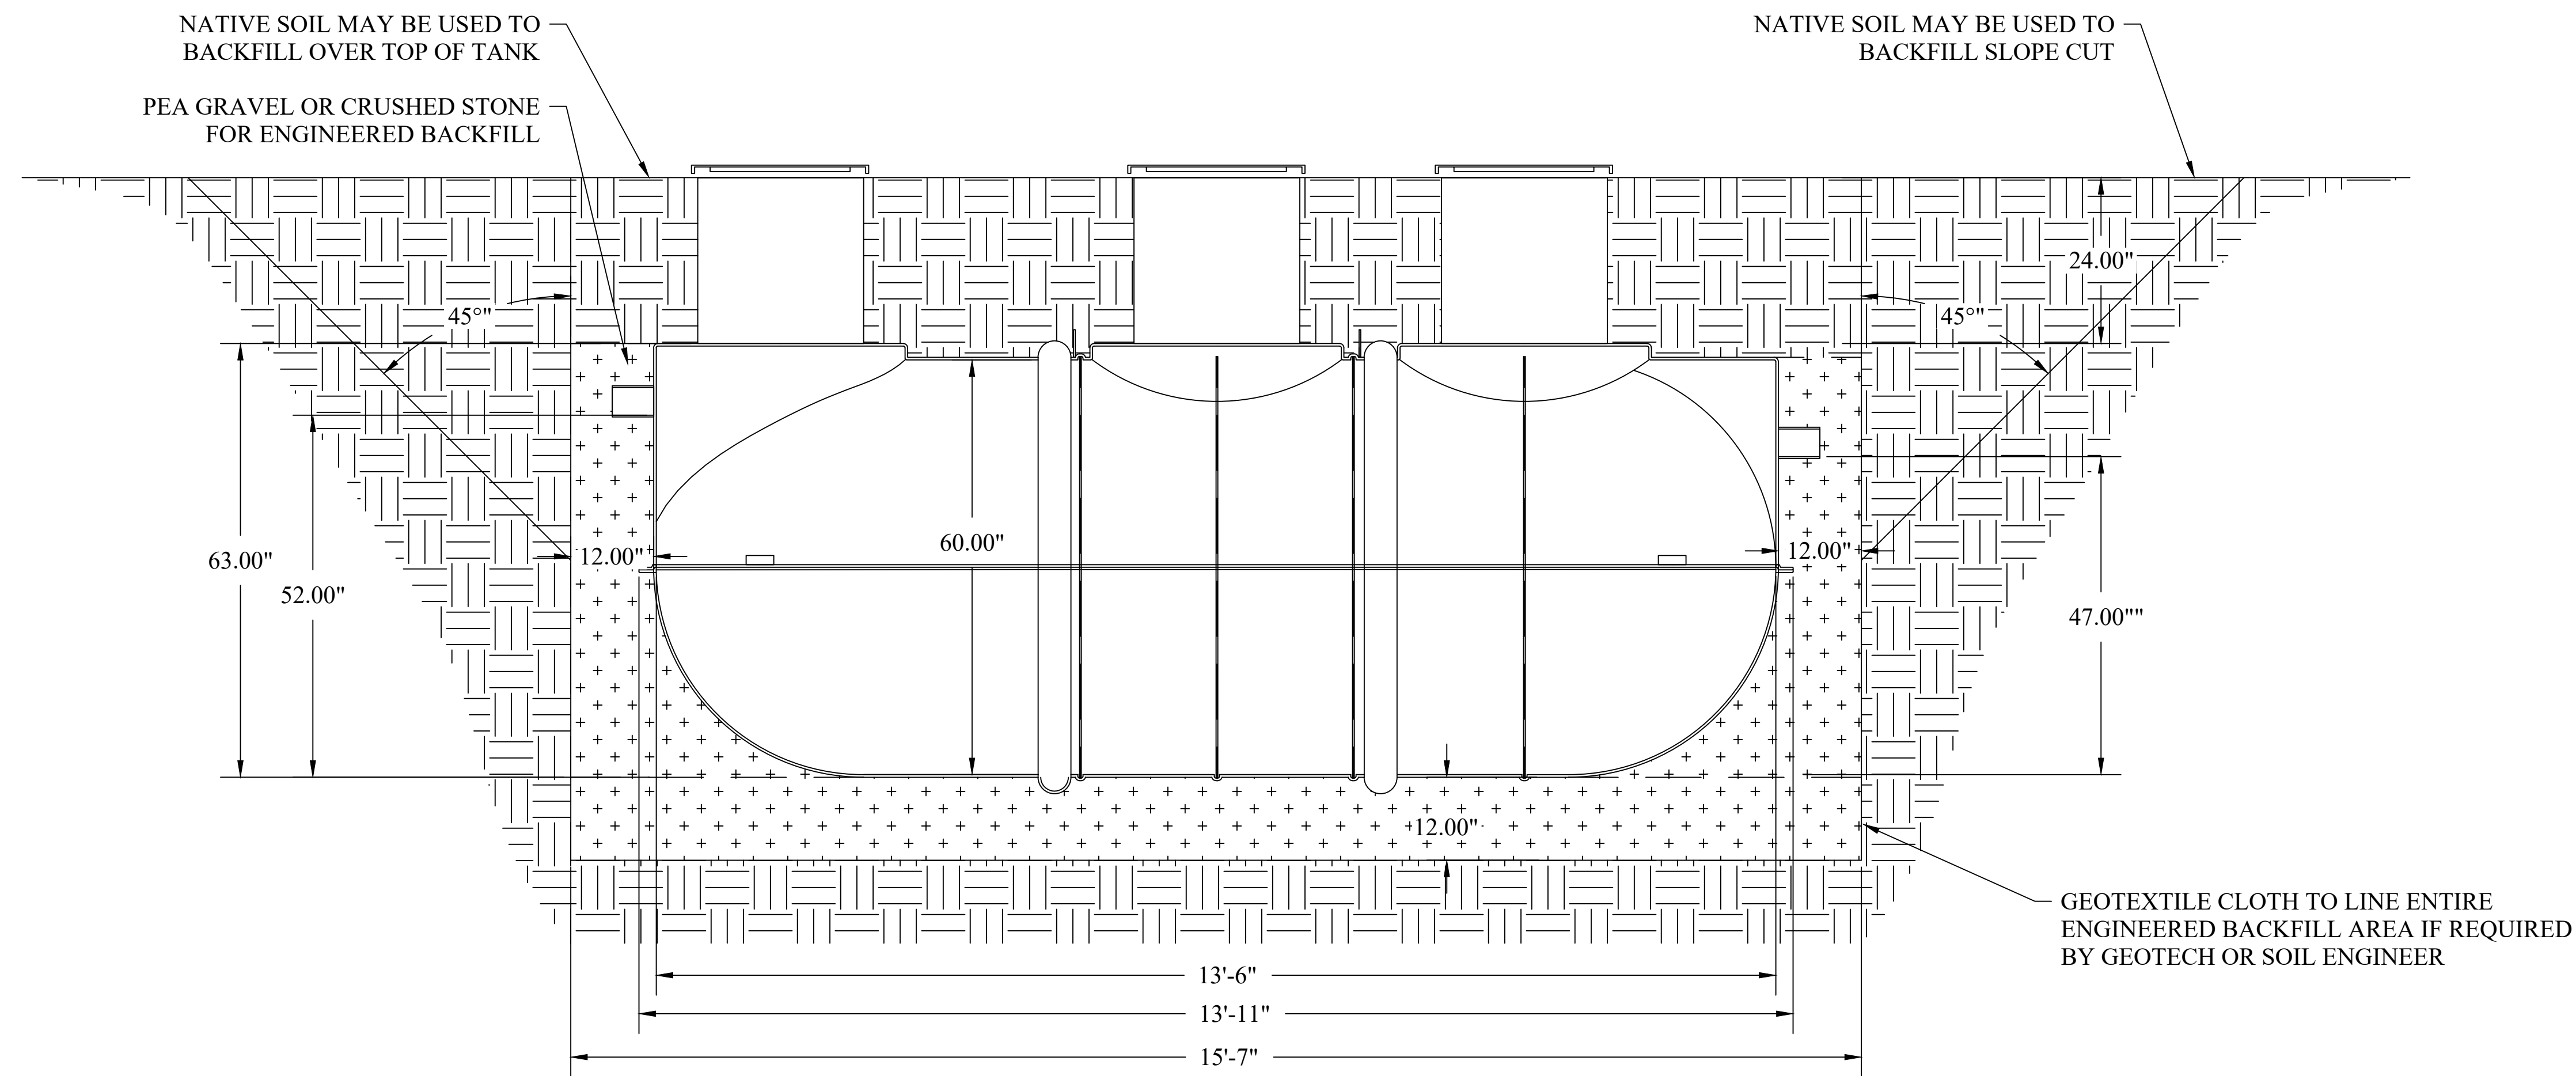 NATIVE SOIL MAY BE USED TO
BACKFILL OVER TOP OF TANK
NATIVE SOIL MAY BE USED TO
BACKFILL SLOPE CUT
PEA GRAVEL OR CRUSHED STONE
FOR ENGINEERED BACKFILL
24.00"
45°"
45°"
63.00"
52.00"
12.00"
60.00"
12.00"
47.00""
12.00"
GEOTEXTILE CLOTH TO LINE ENTIRE
ENGINEERED BACKFILL AREA IF REQUIRED
BY GEOTECH OR SOIL ENGINEER
13'-6"
13'-11"
15'-7"